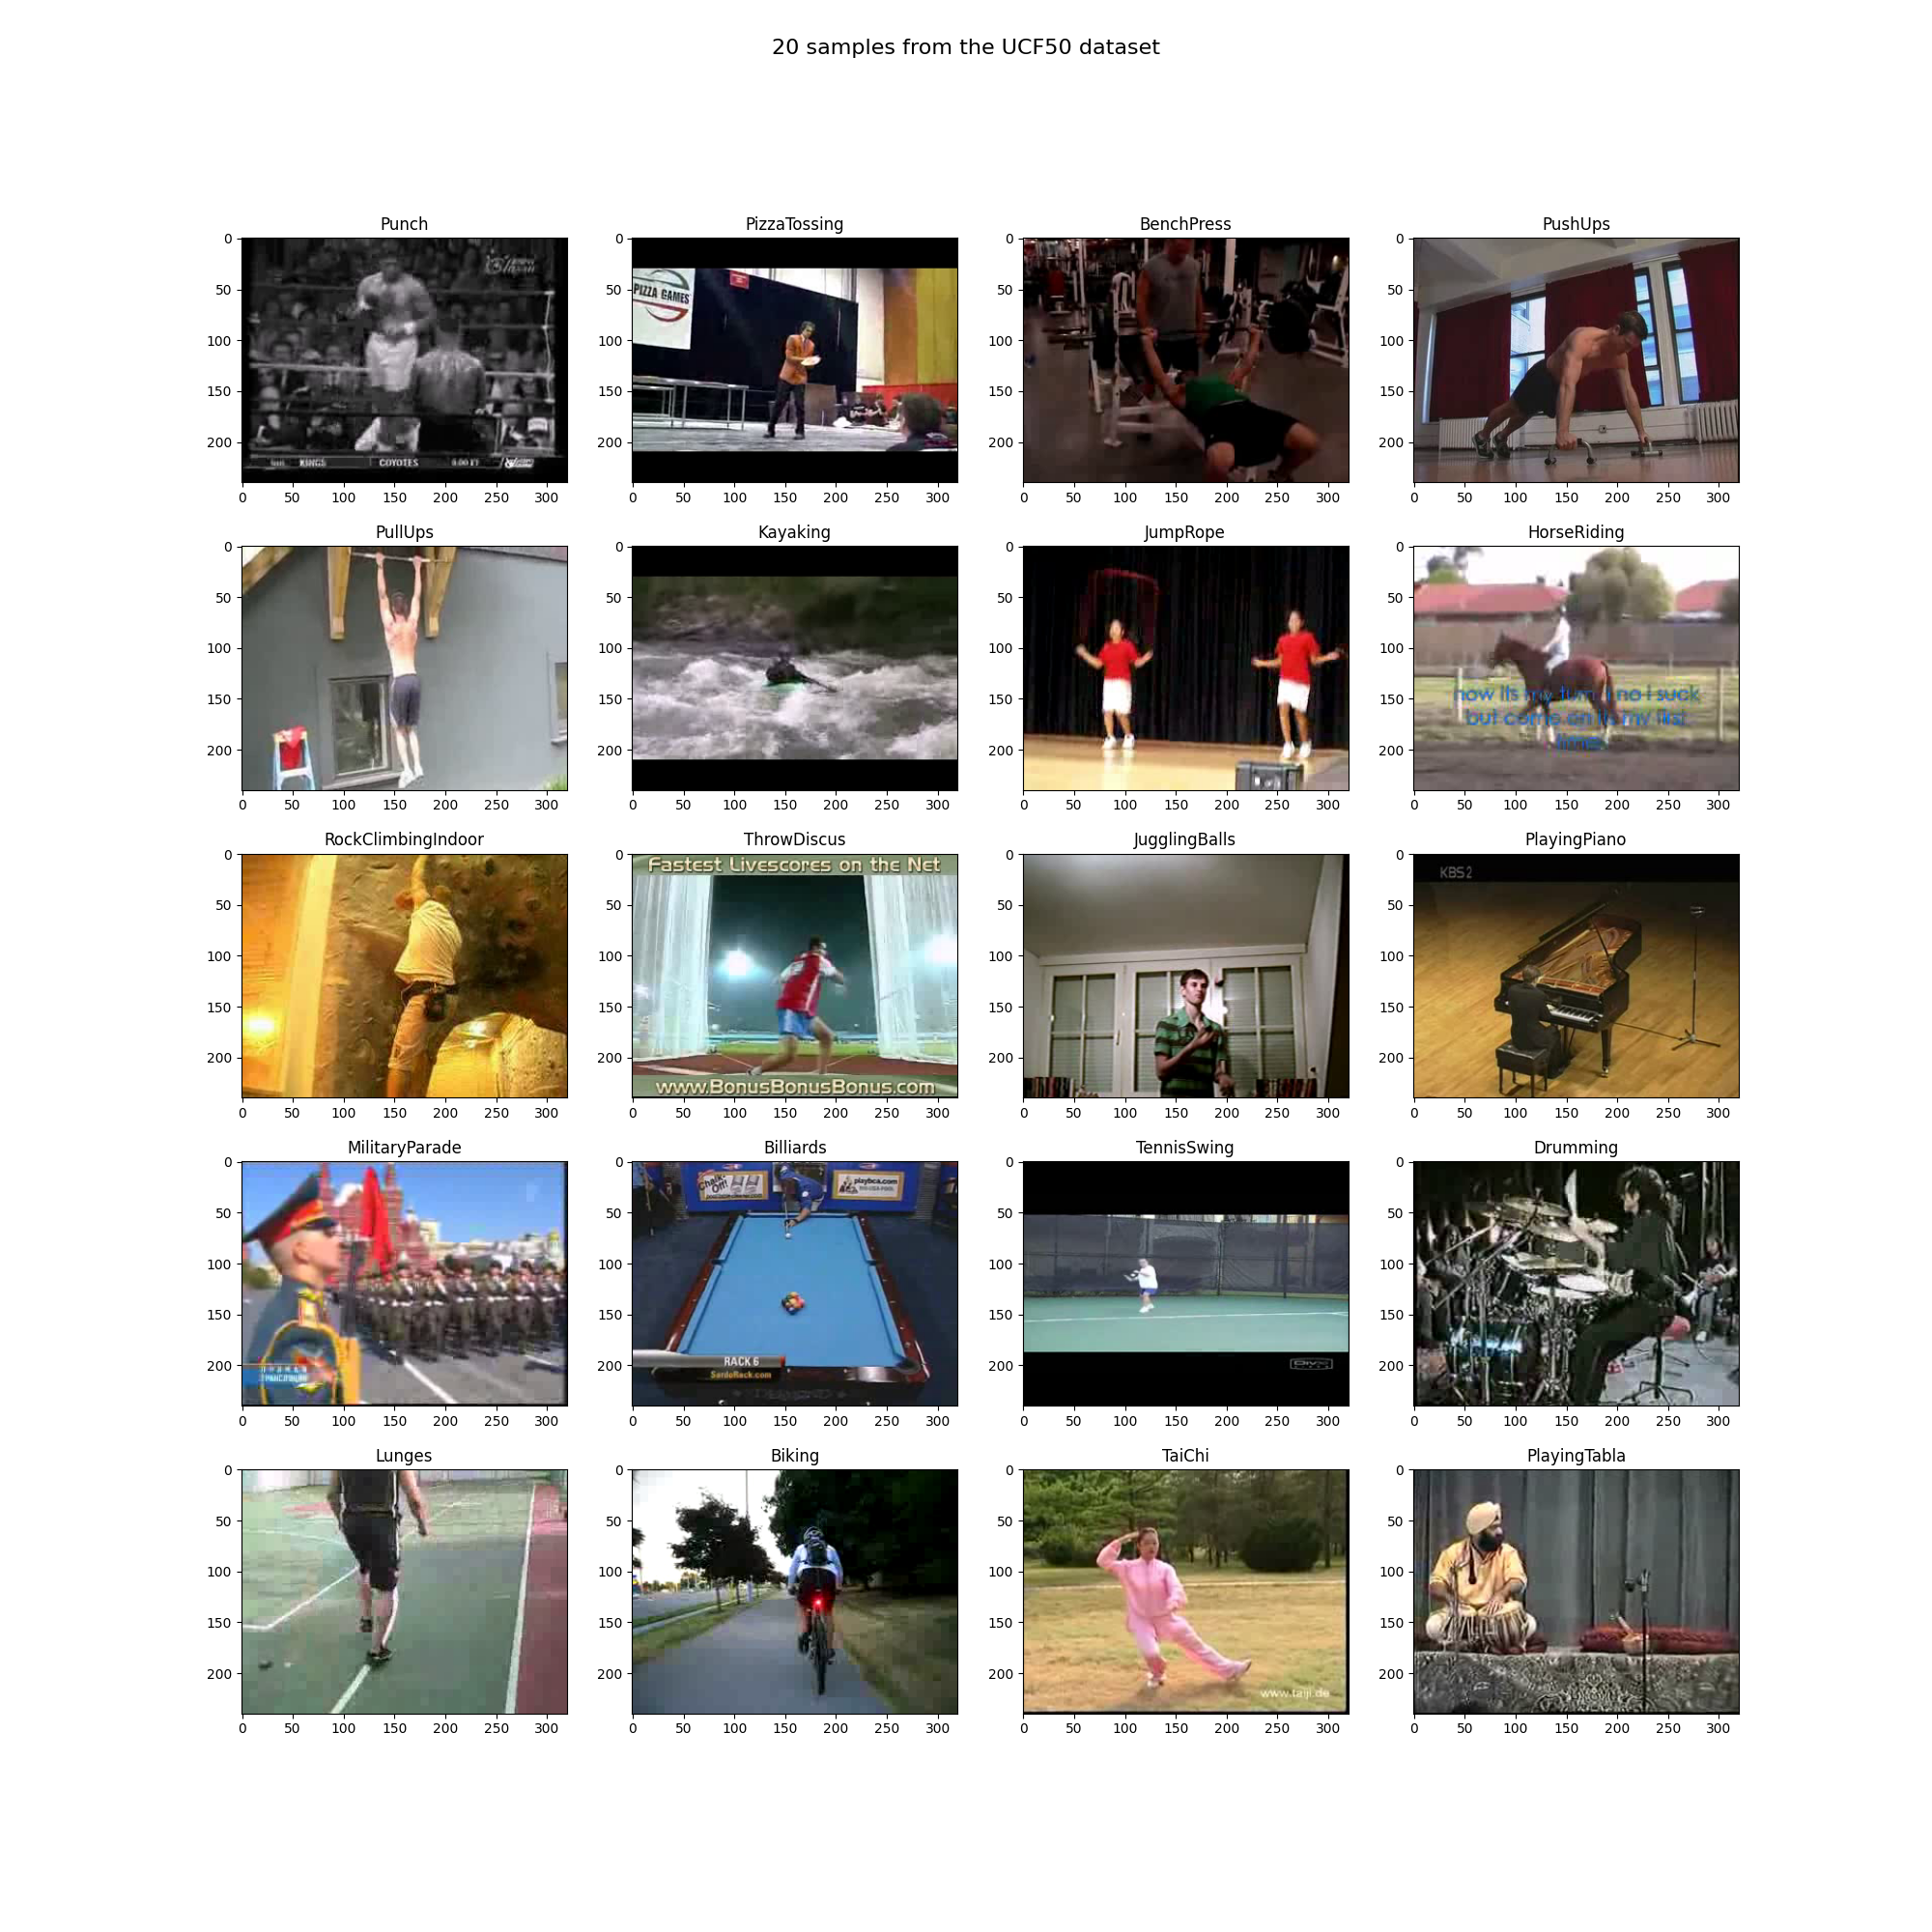 20 samples from the UCF50 dataset
Punch PizzaTossing BenchPress PushUps
0 0 0 0
50 50 50 50
PIZZA GAMES
100 100 100 100
150 150 150 150
200 200 200 200
KINGS COYOTES
0 50 100 150 200 250 300 0 50 100 150 200 250 300 0 50 100 150 200 250 300 0 50 100 150 200 250 300
PullUps Kayaking JumpRope HorseRiding
0 0 0 0
50 50 50 50
100 100 100 100
150 150 150 150
now its my turn i no i suck
but come on its my first
time
200 200 200 200
0 50 100 150 200 250 300 0 50 100 150 200 250 300 0 50 100 150 200 250 300 0 50 100 150 200 250 300
RockClimbingIndoor ThrowDiscus JugglingBalls PlayingPiano
0 0 0 0
Fastest Livescores on the Net
KBS2
50 50 50 50
100 100 100 100
150 150 150 150
200 200 200 200
www.BonusBonusBonus.com
0 50 100 150 200 250 300 0 50 100 150 200 250 300 0 50 100 150 200 250 300 0 50 100 150 200 250 300
MilitaryParade Billiards TennisSwing Drumming
0 0 0 0
Chalk
Off!
playbca.com
50 50 50 50
100 100 100 100
150 150 150 150
200 200 200 200
RACK 6
SardoRack.com
DivX
0 50 100 150 200 250 300 0 50 100 150 200 250 300 0 50 100 150 200 250 300 0 50 100 150 200 250 300
Lunges Biking TaiChi PlayingTabla
0 0 0 0
50 50 50 50
100 100 100 100
150 150 150 150
200 200 200 200
www.taiji.de
0 50 100 150 200 250 300 0 50 100 150 200 250 300 0 50 100 150 200 250 300 0 50 100 150 200 250 300